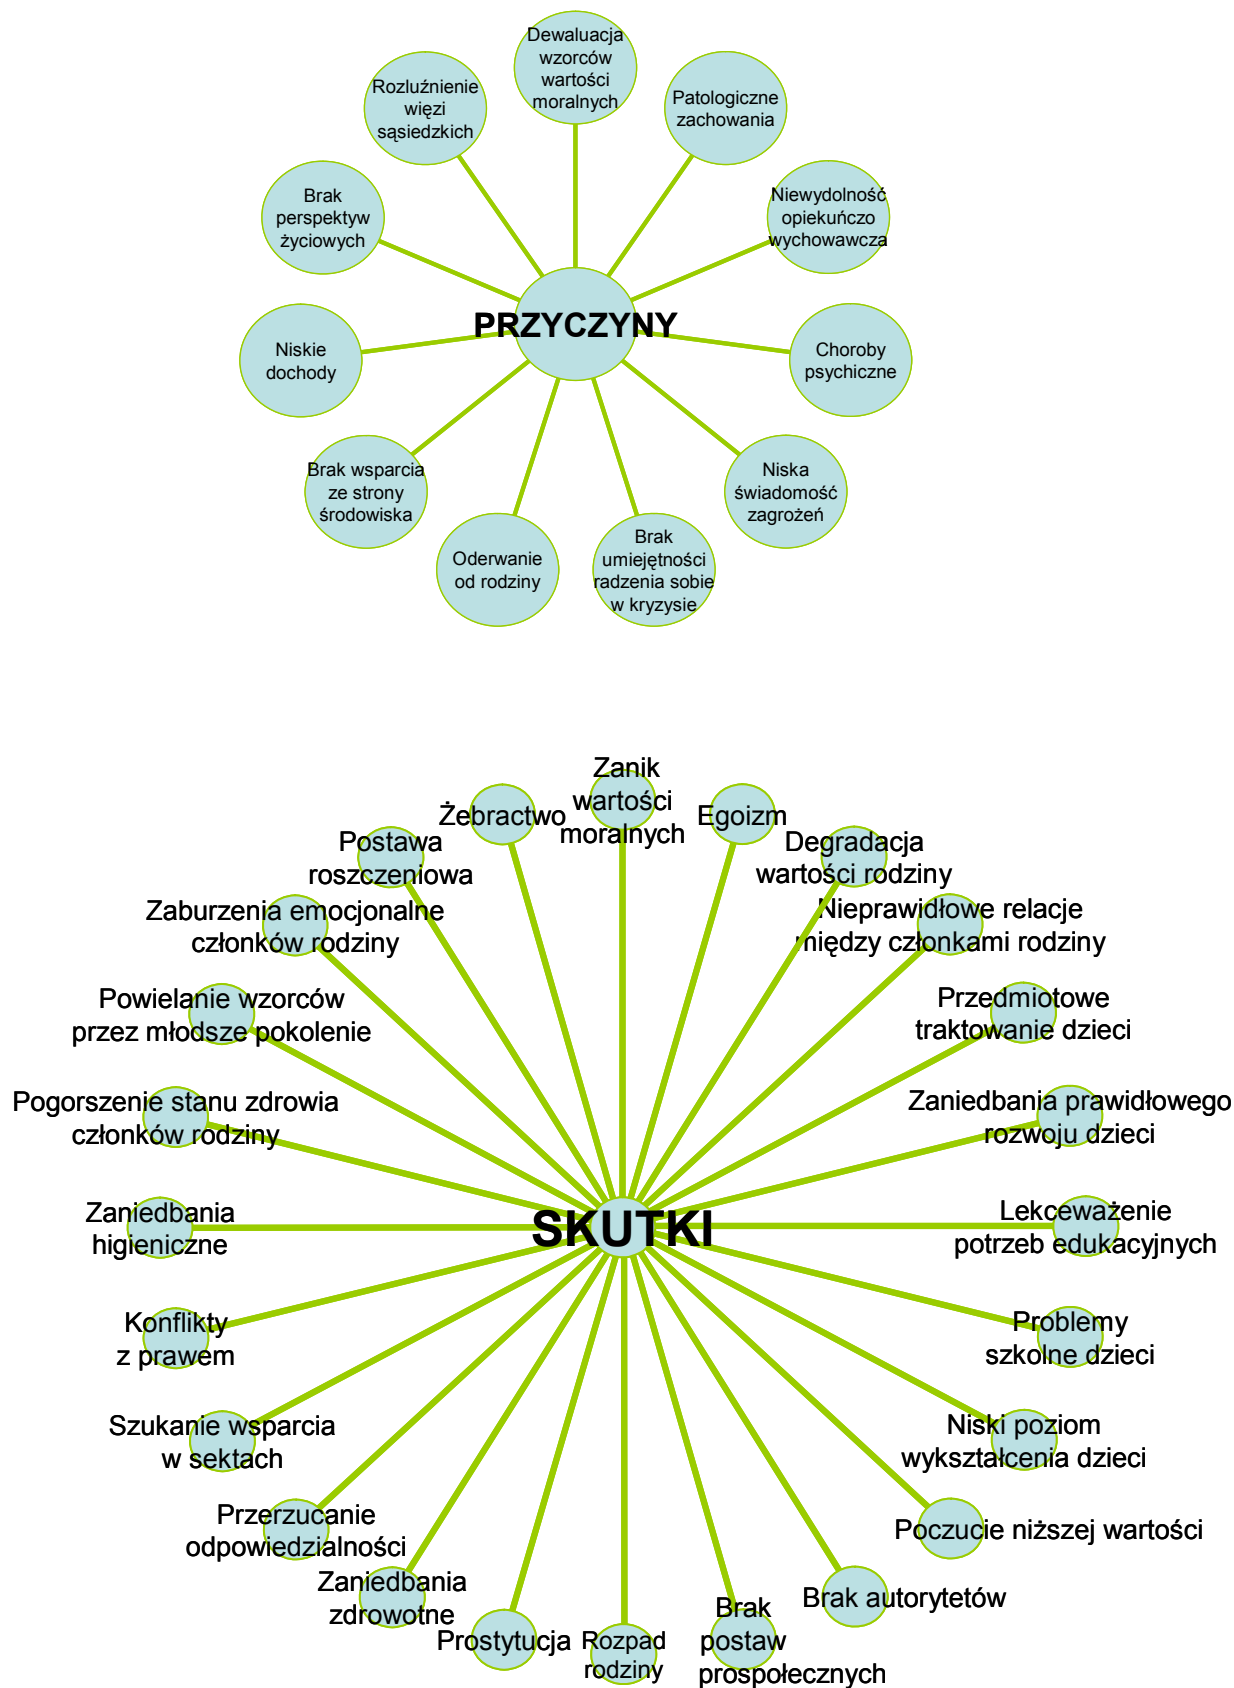 Dewaluacja
wzorców
wartości
moralnych
Patologiczne
zachowania
Niewydolność
opiekuńczo
wychowawcza
Choroby
psychiczne
Niska
świadomość
zagrożeń
Brak
umiejętności
radzenia sobie
w kryzysie
Oderwanie
od rodziny
Brak wsparcia
ze strony
środowiska
Niskie
dochody
Brak
perspektyw
życiowych
Rozluźnienie
więzi
sąsiedzkich
PRZYCZYNY
Zanik
wartości
moralnych
Egoizm
Degradacja
wartości rodziny
Nieprawidłowe relacje
między członkami rodziny
Przedmiotowe
traktowanie dzieci
Zaniedbania prawidłowego
rozwoju dzieci
Lekceważenie
potrzeb edukacyjnych
Problemy
szkolne dzieci
Niski poziom
wykształcenia dzieci
Poczucie niższej wartości
Brak autorytetów
Brak
postaw
prospołecznych
Rozpad
rodziny
Prostytucja
Zaniedbania
zdrowotne
Przerzucanie
odpowiedzialności
Szukanie wsparcia
w sektach
Konflikty
z prawem
Zaniedbania
higieniczne
Pogorszenie stanu zdrowia
członków rodziny
Powielanie wzorców
przez młodsze pokolenie
Zaburzenia emocjonalne
członków rodziny
Postawa
roszczeniowa
Żebractwo
SKUTKI